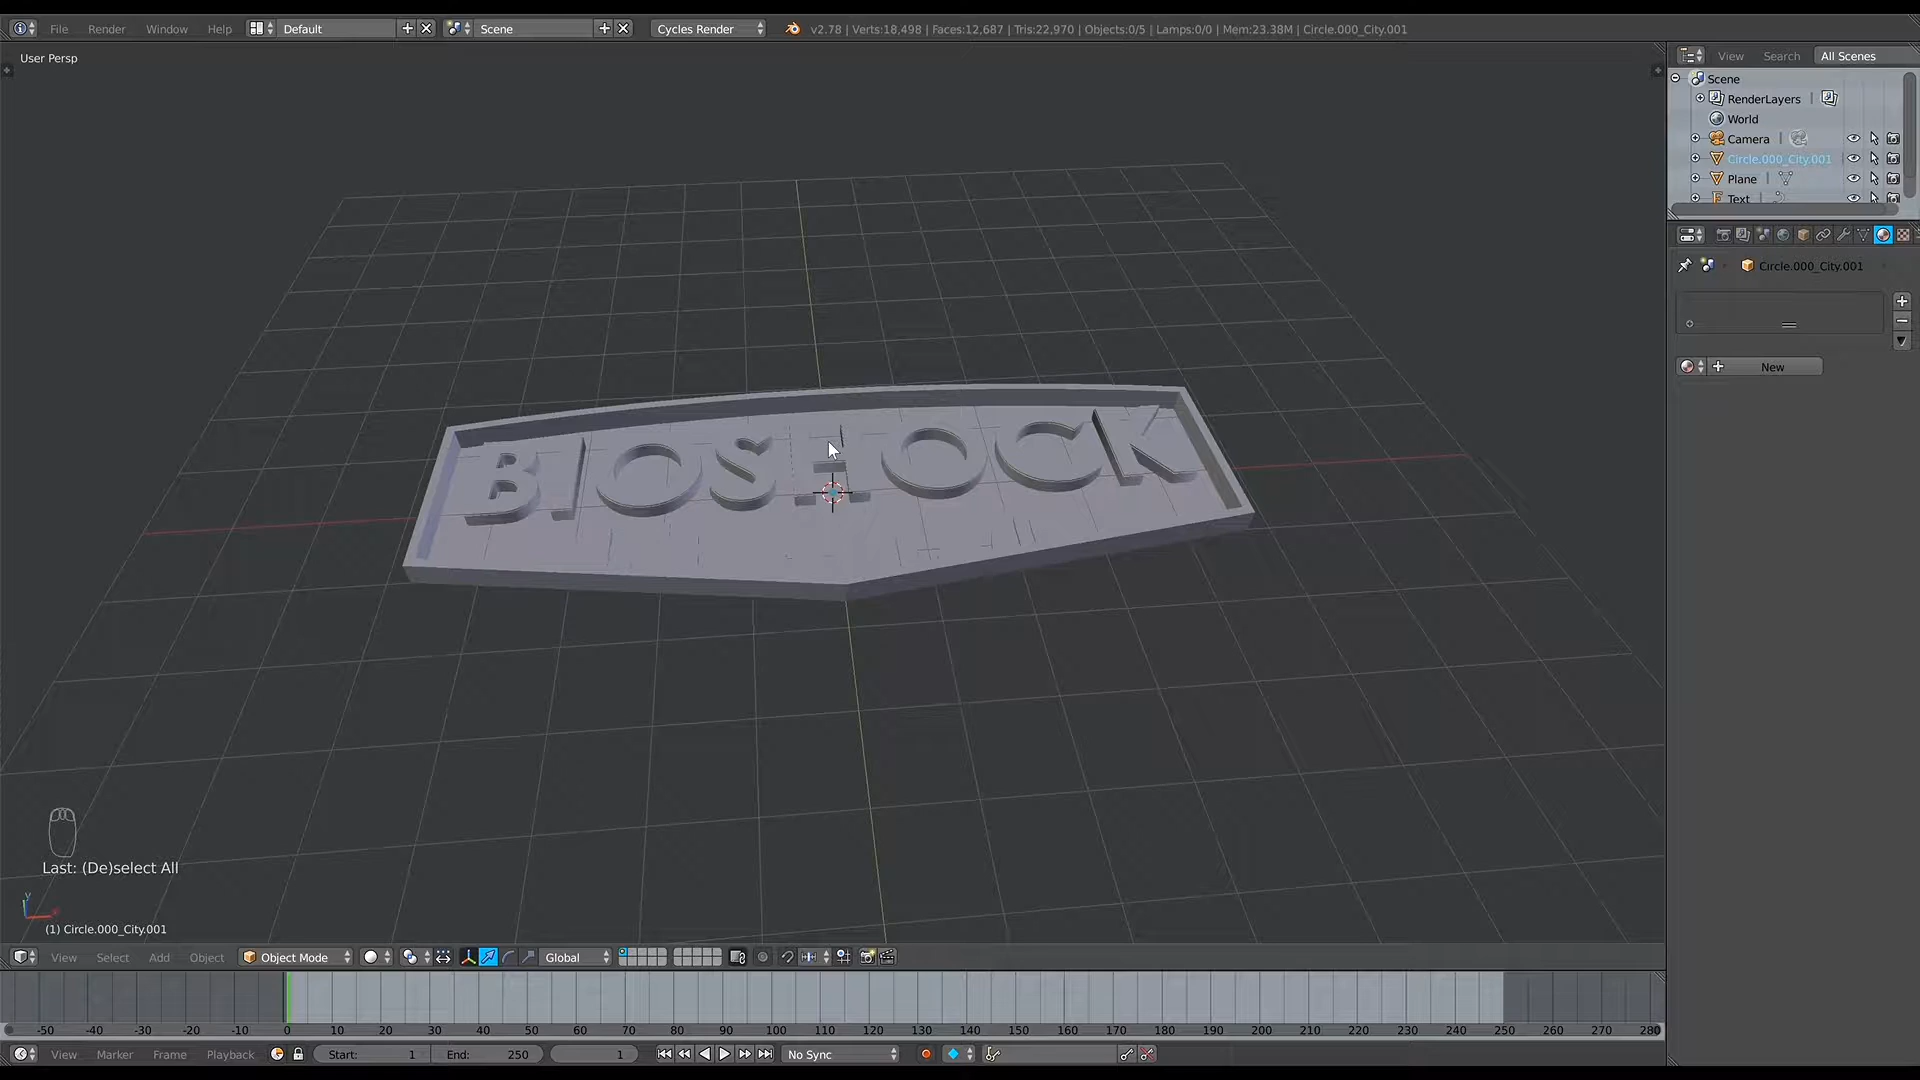 File Render Window Help Default Scene Cycles Render v2.78 | Verts:18,498 | Faces:12,687 | Tris:22,970 | Objects:0/5 | Lamps:0/0 | Mem:23.38M | Circle.000_City.001
User Persp
View Search All Scenes
Scene
RenderLayers
World
Camera
Circle.000_City.001
Plane
Text
Circle.000_City.001
New
BIOSHOCK
Last: (De)select All
(1) Circle.000_City.001
View Select Add Object Object Mode Global
-50 -40 -30 -20 -10 0 10 20 30 40 50 60 70 80 90 100 110 120 130 140 150 160 170 180 190 200 210 220 230 240 250 260 270 280
View Marker Frame Playback Start: 1 End: 250 1 No Sync